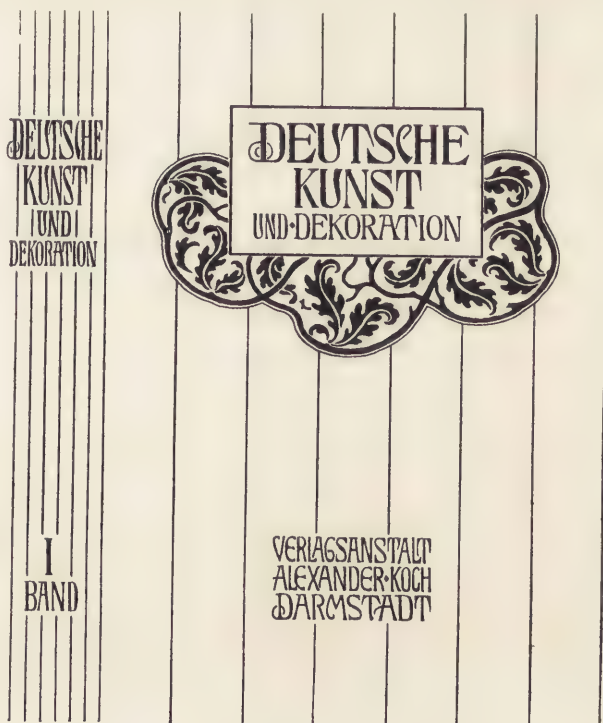 DEUTSCHE
KUNST
UND
DEKORATION
I
BAND
DEUTSCHE
KUNST
UND·DEKORATION
VERLAGSANSTALT
ALEXANDER·KOCH
DARMSTADT